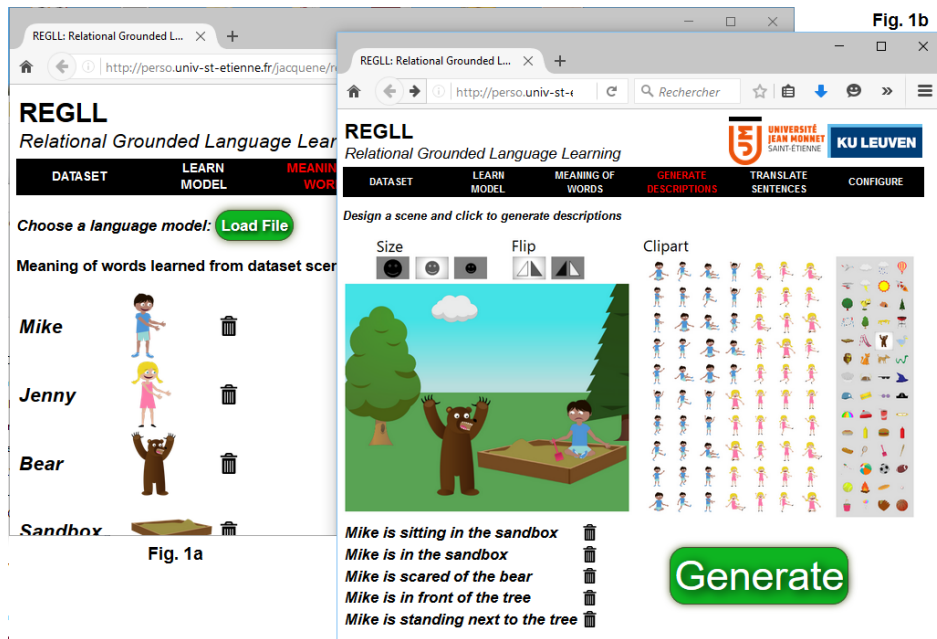 Fig. 1b
REGLL: Relational Grounded L...
http://perso.univ-st-etienne.fr/jacquene/re
REGLL
Relational Grounded Language Lear
DATASET
LEARN
MODEL
MEANIN
WOR
Choose a language model: Load File
Meaning of words learned from dataset scen
Mike
Jenny
Bear
Sandbox
Fig. 1a
REGLL: Relational Grounded L...
http://perso.univ-st-e
Rechercher
REGLL
Relational Grounded Language Learning
UJM
UNIVERSITÉ
JEAN MONNET
SAINT-ÉTIENNE
KU LEUVEN
DATASET
LEARN
MODEL
MEANING OF
WORDS
GENERATE
DESCRIPTIONS
TRANSLATE
SENTENCES
CONFIGURE
Design a scene and click to generate descriptions
Size
Flip
Clipart
Mike is sitting in the sandbox
Mike is in the sandbox
Mike is scared of the bear
Mike is in front of the tree
Mike is standing next to the tree
Generate